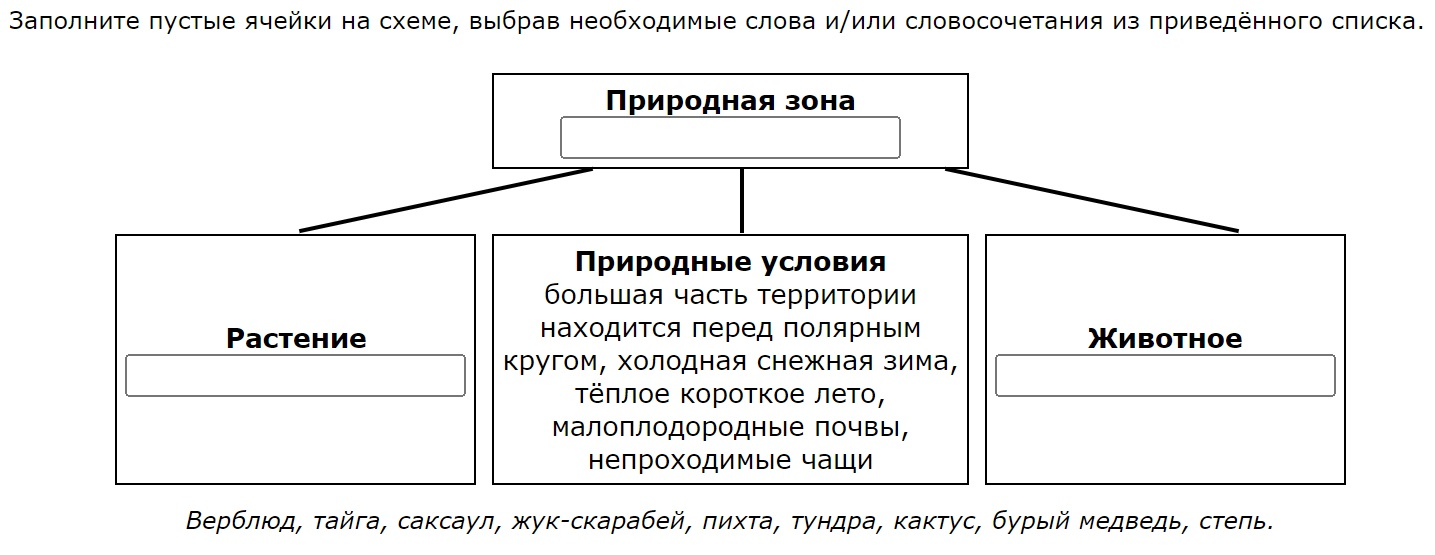 Заполните пустые ячейки на схеме, выбрав необходимые слова и/или словосочетания из приведённого списка.
Природная зона
Растение
Природные условия
большая часть территории
находится перед полярным
кругом, холодная снежная зима,
тёплое короткое лето,
малоплодородные почвы,
непроходимые чащи
Животное
Верблюд, тайга, саксаул, жук-скарабей, пихта, тундра, кактус, бурый медведь, степь.